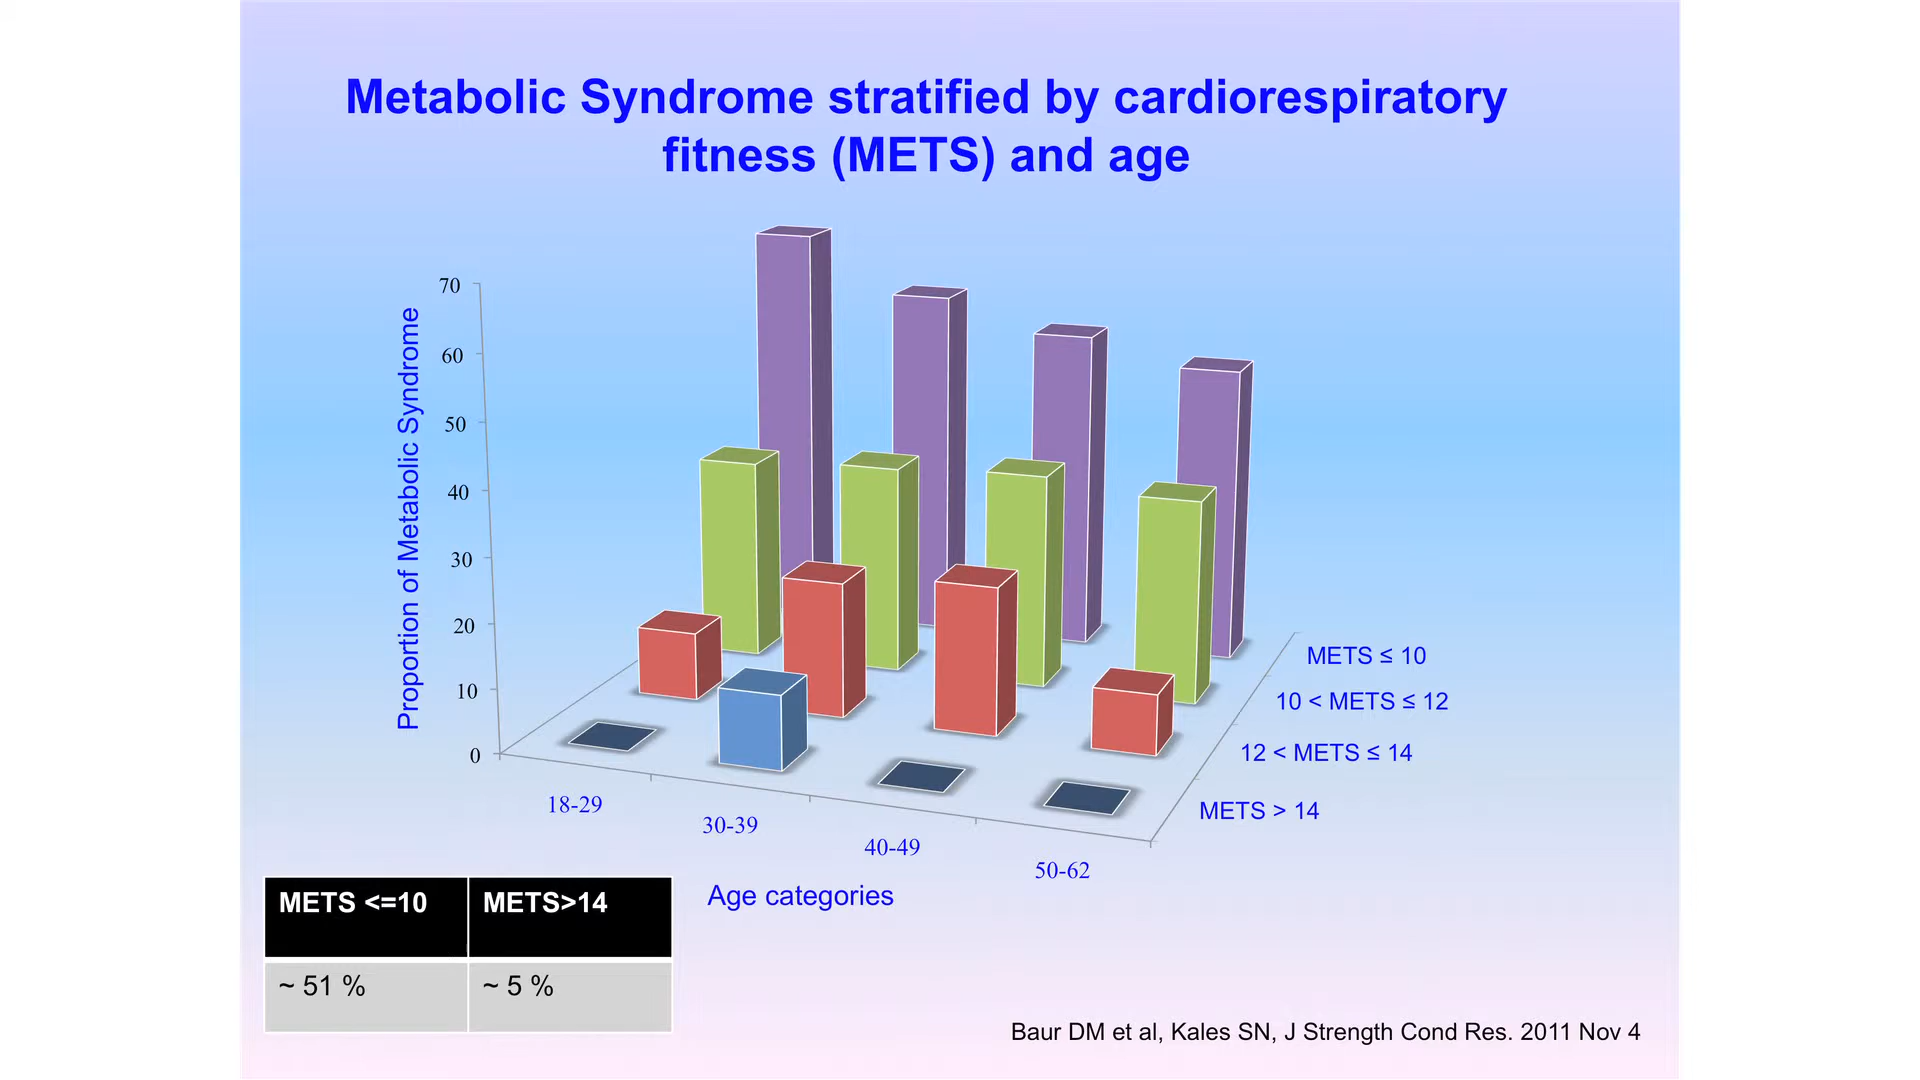 Metabolic Syndrome stratified by cardiorespiratory
fitness (METS) and age
Proportion of Metabolic Syndrome
70
60
50
40
30
20
10
0
18-29
30-39
40-49
50-62
Age categories
METS ≤ 10
10 < METS ≤ 12
12 < METS ≤ 14
METS > 14
METS <=10 METS>14
~ 51 % ~ 5 %
Baur DM et al, Kales SN, J Strength Cond Res. 2011 Nov 4